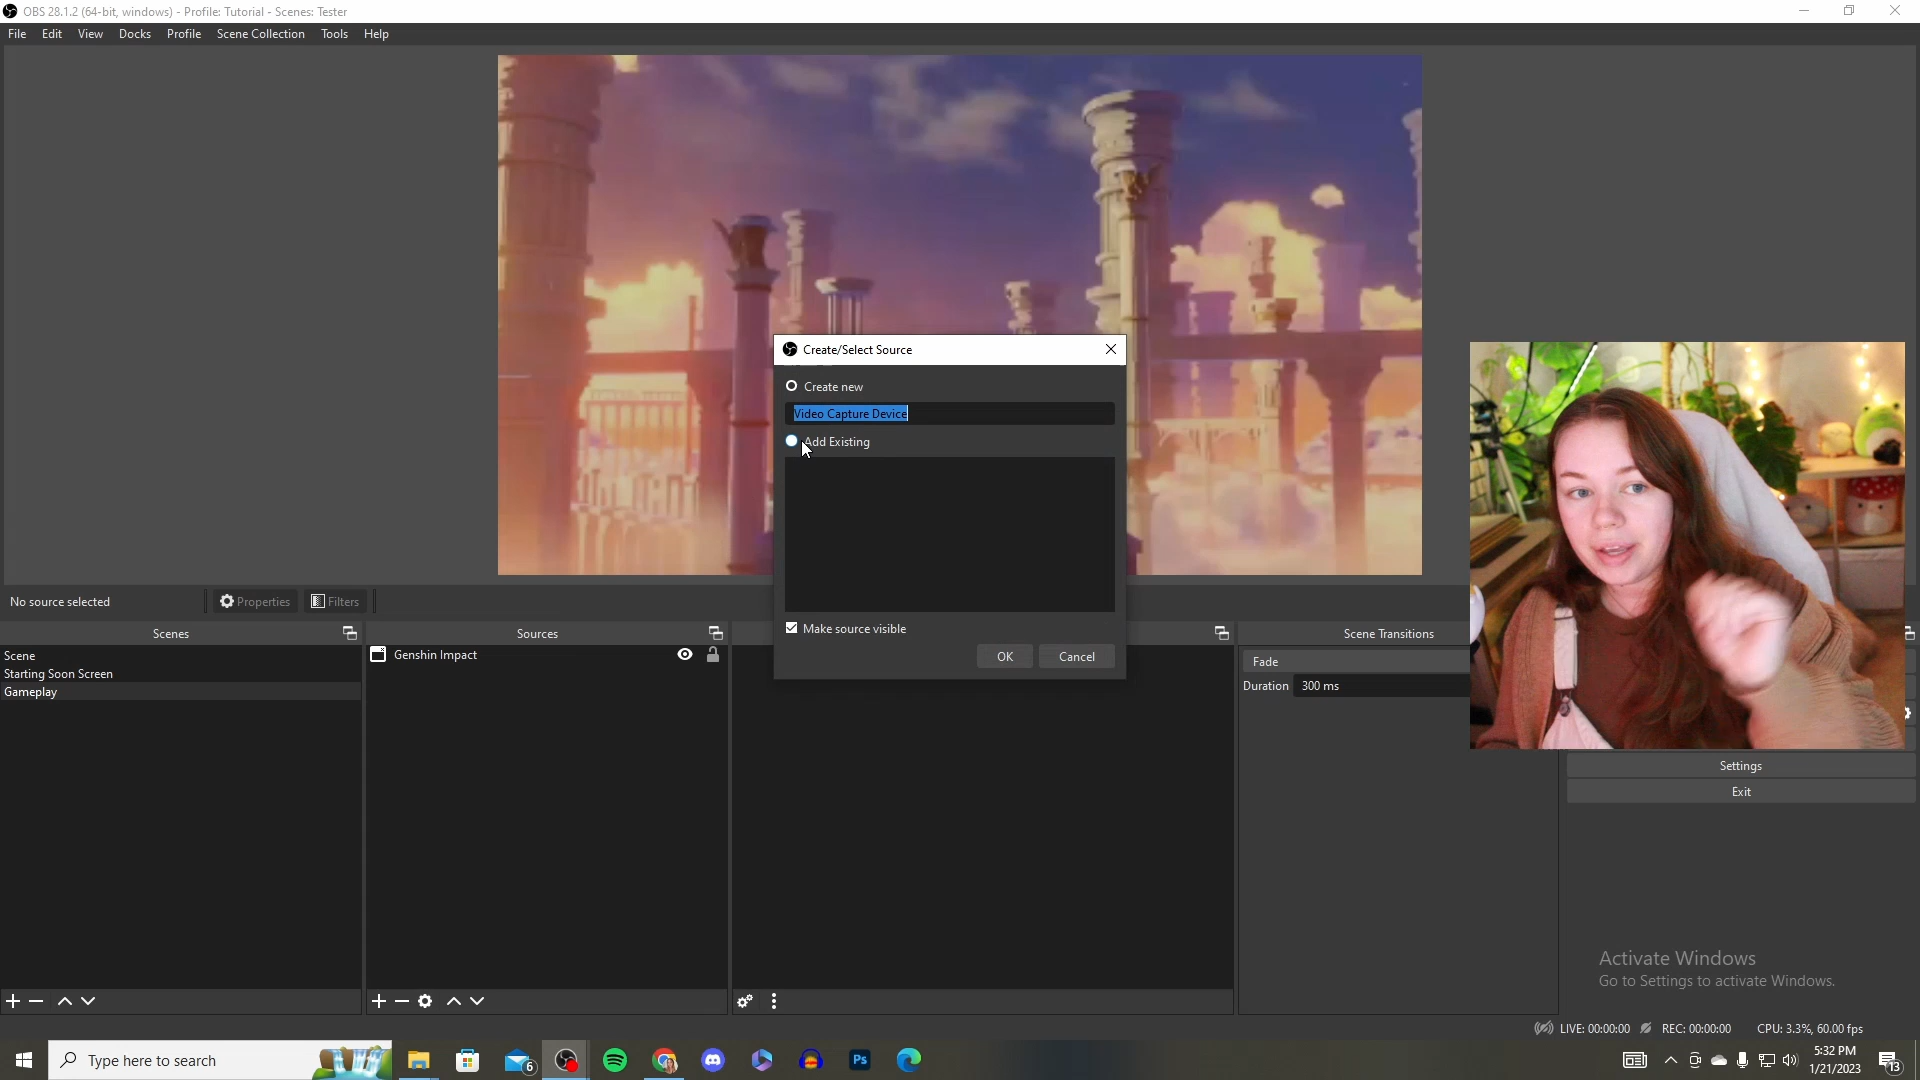 OBS 28.1.2 (64-bit, windows) - Profile: Tutorial - Scenes: Tester
File Edit View Docks Profile Scene Collection Tools Help
Create/Select Source
Create new
Video Capture Device
Add Existing
Make source visible
OK Cancel
No source selected
Properties
Filters
Scenes
Scene
Starting Soon Screen
Gameplay
Sources
Genshin Impact
Scene Transitions
Fade
Duration 300 ms
Settings
Exit
Activate Windows
Go to Settings to activate Windows.
LIVE: 00:00:00 REC: 00:00:00 CPU: 3.3%, 60.00 fps
Type here to search
6
Ps
5:32 PM
1/21/2023
13